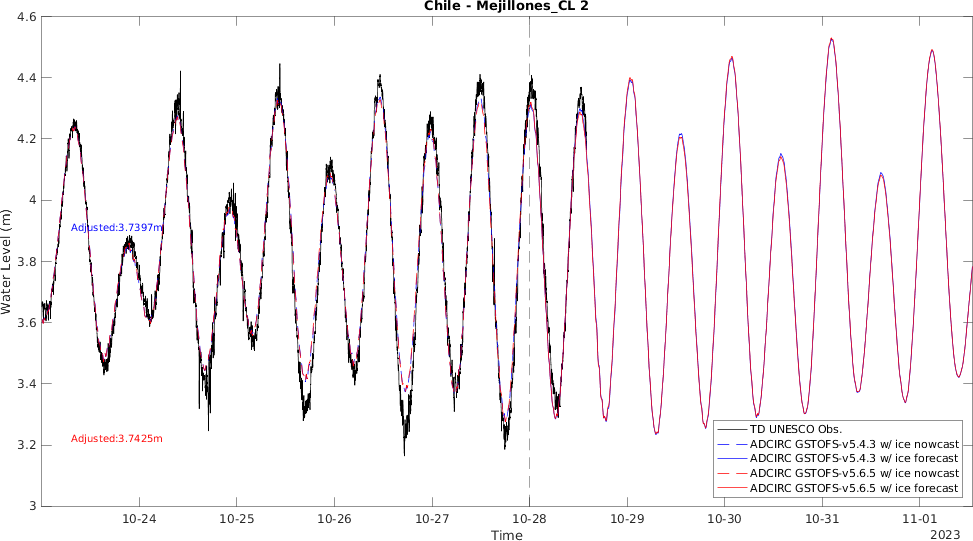 Chile - Mejillones_CL 2
4.6
4.4
4.2
4
3.8
3.6
3.4
3.2
3
Water Level (m)
Adjusted:3.7397m
Adjusted:3.7425m
TD UNESCO Obs.
ADCIRC GSTOFS-v5.4.3 w/ ice nowcast
ADCIRC GSTOFS-v5.4.3 w/ ice forecast
ADCIRC GSTOFS-v5.6.5 w/ ice nowcast
ADCIRC GSTOFS-v5.6.5 w/ ice forecast
10-24 10-25 10-26 10-27 10-28 10-29 10-30 10-31 11-01
Time
2023